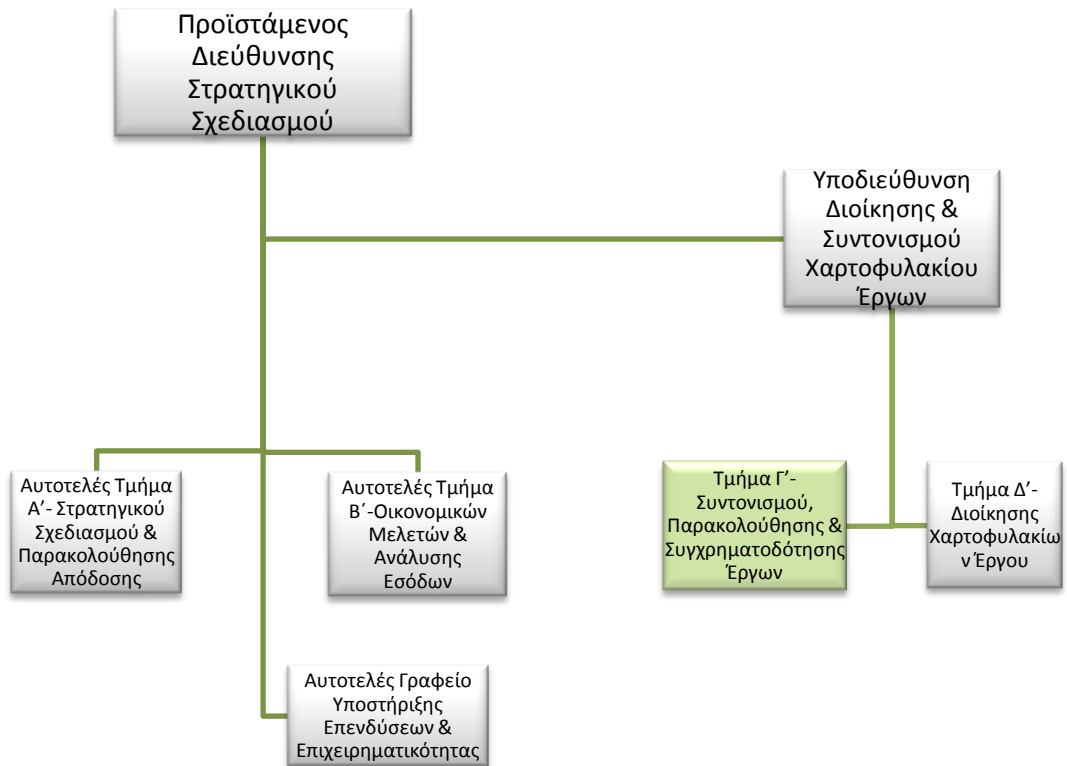 Προϊστάμενος
Διεύθυνσης
Στρατηγικού
Σχεδιασμού
Υποδιεύθυνση
Διοίκησης &
Συντονισμού
Χαρτοφυλακίου
Έργων
Αυτοτελές Τμήμα
Α’- Στρατηγικού
Σχεδιασμού &
Παρακολούθησης
Απόδοσης
Αυτοτελές Τμήμα
Β΄-Οικονομικών
Μελετών &
Ανάλυσης
Εσόδων
Τμήμα Γ’-
Συντονισμού,
Παρακολούθησης &
Συγχρηματοδότησης
Έργων
Τμήμα Δ’-
Διοίκησης
Χαρτοφυλακίω
ν Έργου
Αυτοτελές Γραφείο
Υποστήριξης
Επενδύσεων &
Επιχειρηματικότητας